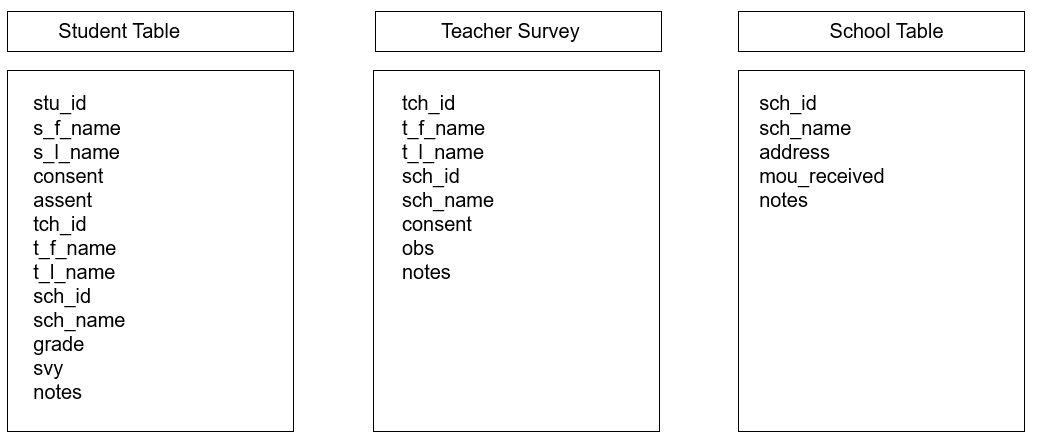 Student Table
stu_id
s_f_name
s_l_name
consent
assent
tch_id
t_f_name
t_l_name
sch_id
sch_name
grade
svy
notes
Teacher Survey
tch_id
t_f_name
t_l_name
sch_id
sch_name
consent
obs
notes
School Table
sch_id
sch_name
address
mou_received
notes